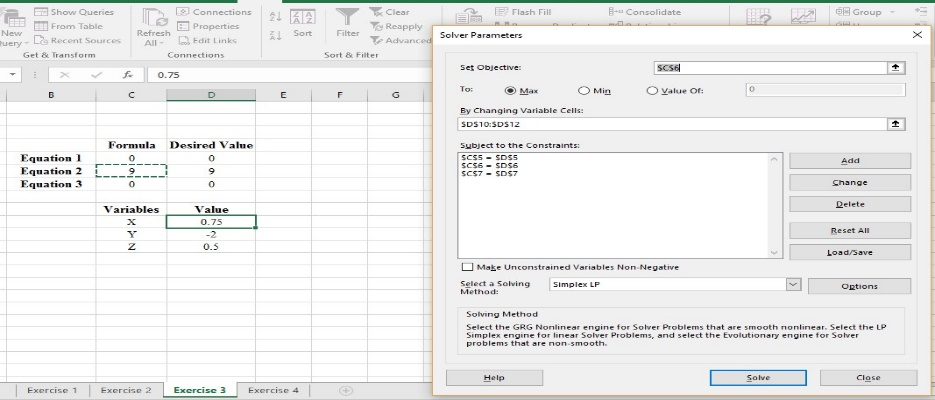 Show Queries
From Table
Recent Sources
New
Get & Transform
Refresh
All
Connections
Properties
Edit Links
Connections
Sort
Filter
Clear
Reapply
Advanced
Sort & Filter
Flash Fill
Consolidate
Group
fx 0.75
B C D E F G
Formula Desired Value
Equation 1 0 0
Equation 2 9 9
Equation 3 0 0
Variables Value
X 0.75
Y -2
Z 0.5
Exercise 1 Exercise 2 Exercise 3 Exercise 4
Solver Parameters
Set Objective: $C$6
To: Max Min Value Of: 0
By Changing Variable Cells:
$D$10:$D$12
Subject to the Constraints:
$C$5 = $D$5
$C$6 = $D$6
$C$7 = $D$7
Add
Change
Delete
Reset All
Load/Save
Make Unconstrained Variables Non-Negative
Select a Solving
Method:
Simplex LP
Options
Solving Method
Select the GRG Nonlinear engine for Solver Problems that are smooth nonlinear. Select the LP
Simplex engine for linear Solver Problems, and select the Evolutionary engine for Solver
problems that are non-smooth.
Help
Solve
Close